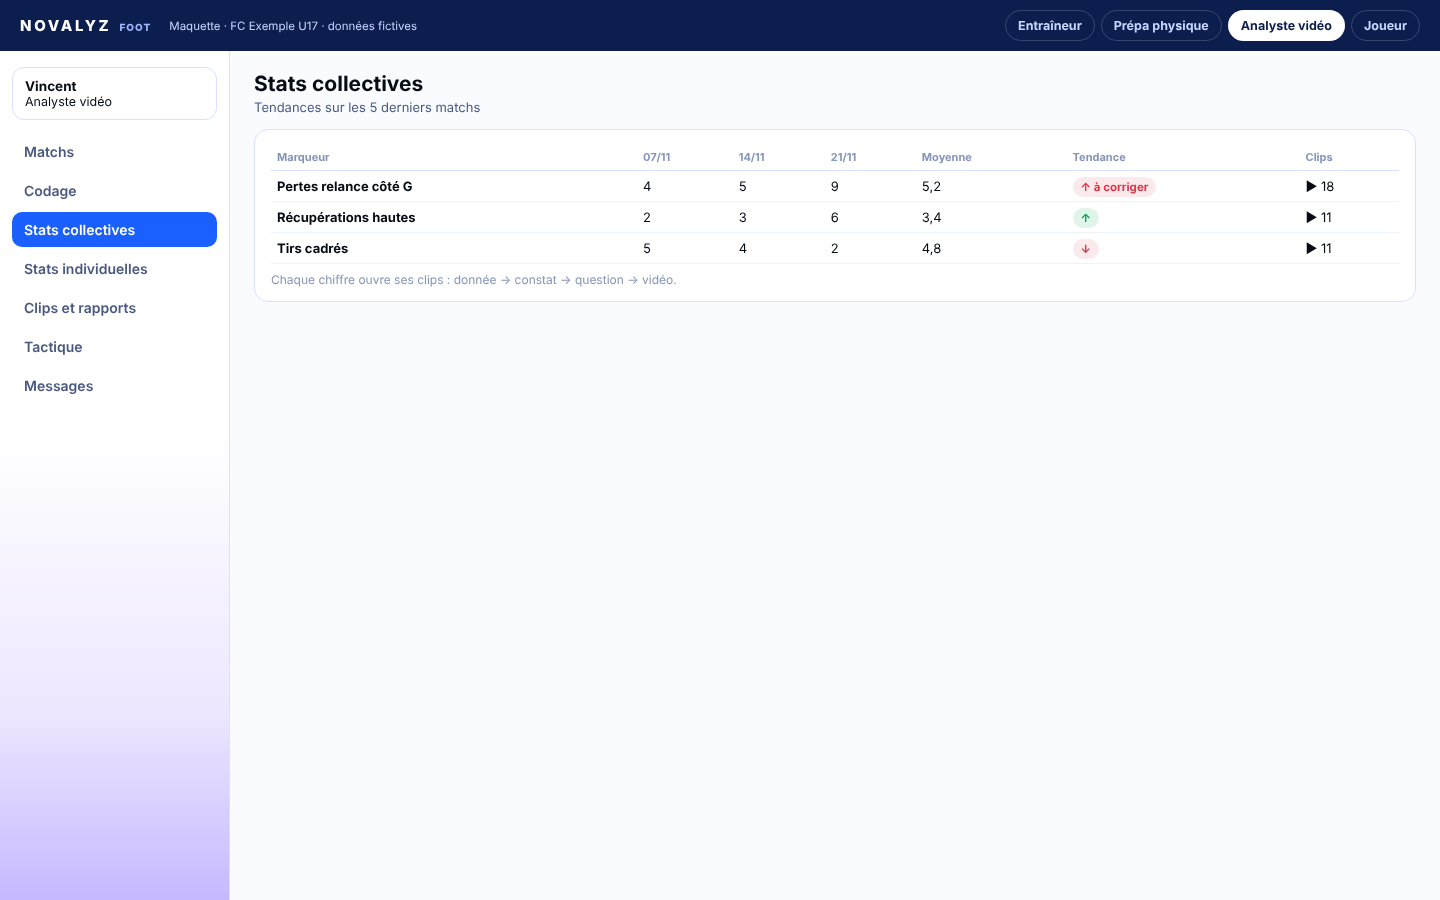 NOVALYZ FOOT Maquette · FC Exemple U17 · données fictives Entraîneur Prépa physique Analyste vidéo Joueur
Vincent
Analyste vidéo
Matchs
Codage
Stats collectives
Stats individuelles
Clips et rapports
Tactique
Messages
Stats collectives
Tendances sur les 5 derniers matchs
Marqueur 07/11 14/11 21/11 Moyenne Tendance Clips
Pertes relance côté G 4 5 9 5,2 ↑ à corriger ▶ 18
Récupérations hautes 2 3 6 3,4 ↑ ▶ 11
Tirs cadrés 5 4 2 4,8 ↓ ▶ 11
Chaque chiffre ouvre ses clips : donnée → constat → question → vidéo.